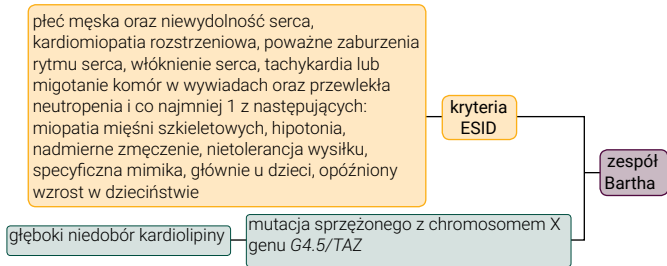 płeć męska oraz niewydolność serca,
kardiomiopatia rozstrzeniowa, poważne zaburzenia
rytmu serca, włóknienie serca, tachykardia lub
migotanie komór w wywiadach oraz przewlekła
neutropenia i co najmniej 1 z następujących:
miopatia mięśni szkieletowych, hipotonia,
nadmierne zmęczenie, nietolerancja wysiłku,
specyficzna mimika, głównie u dzieci, opóźniony
wzrost w dzieciństwie
kryteria
ESID
zespół
Bartha
głęboki niedobór kardiolipiny
mutacja sprzężonego z chromosomem X
genu G4.5/TAZ